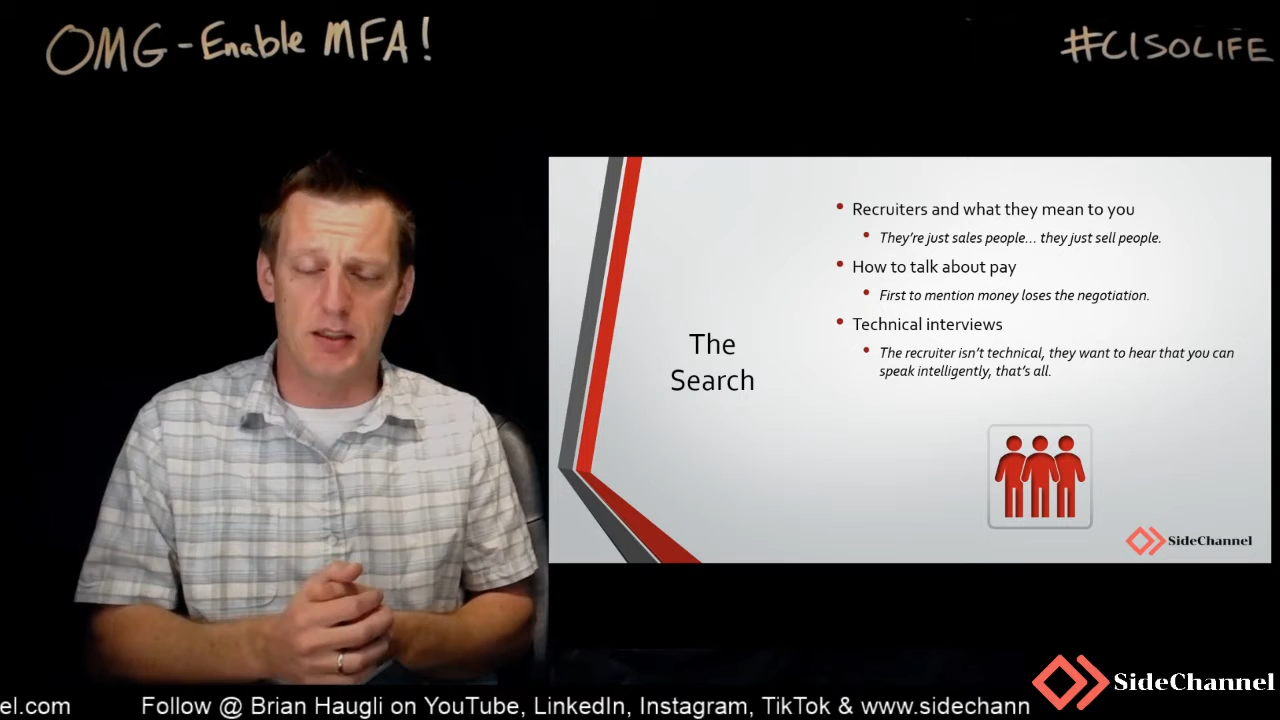 OMG - Enable MFA!
#CISOLIFE
Recruiters and what they mean to you
They're just sales people... they just sell people.
How to talk about pay
First to mention money loses the negotiation.
Technical interviews
The recruiter isn't technical, they want to hear that you can
speak intelligently, that's all.
The
Search
SideChannel
SideChannel
el.com Follow @ Brian Haugli on YouTube, LinkedIn, Instagram, TikTok & www.sidechann